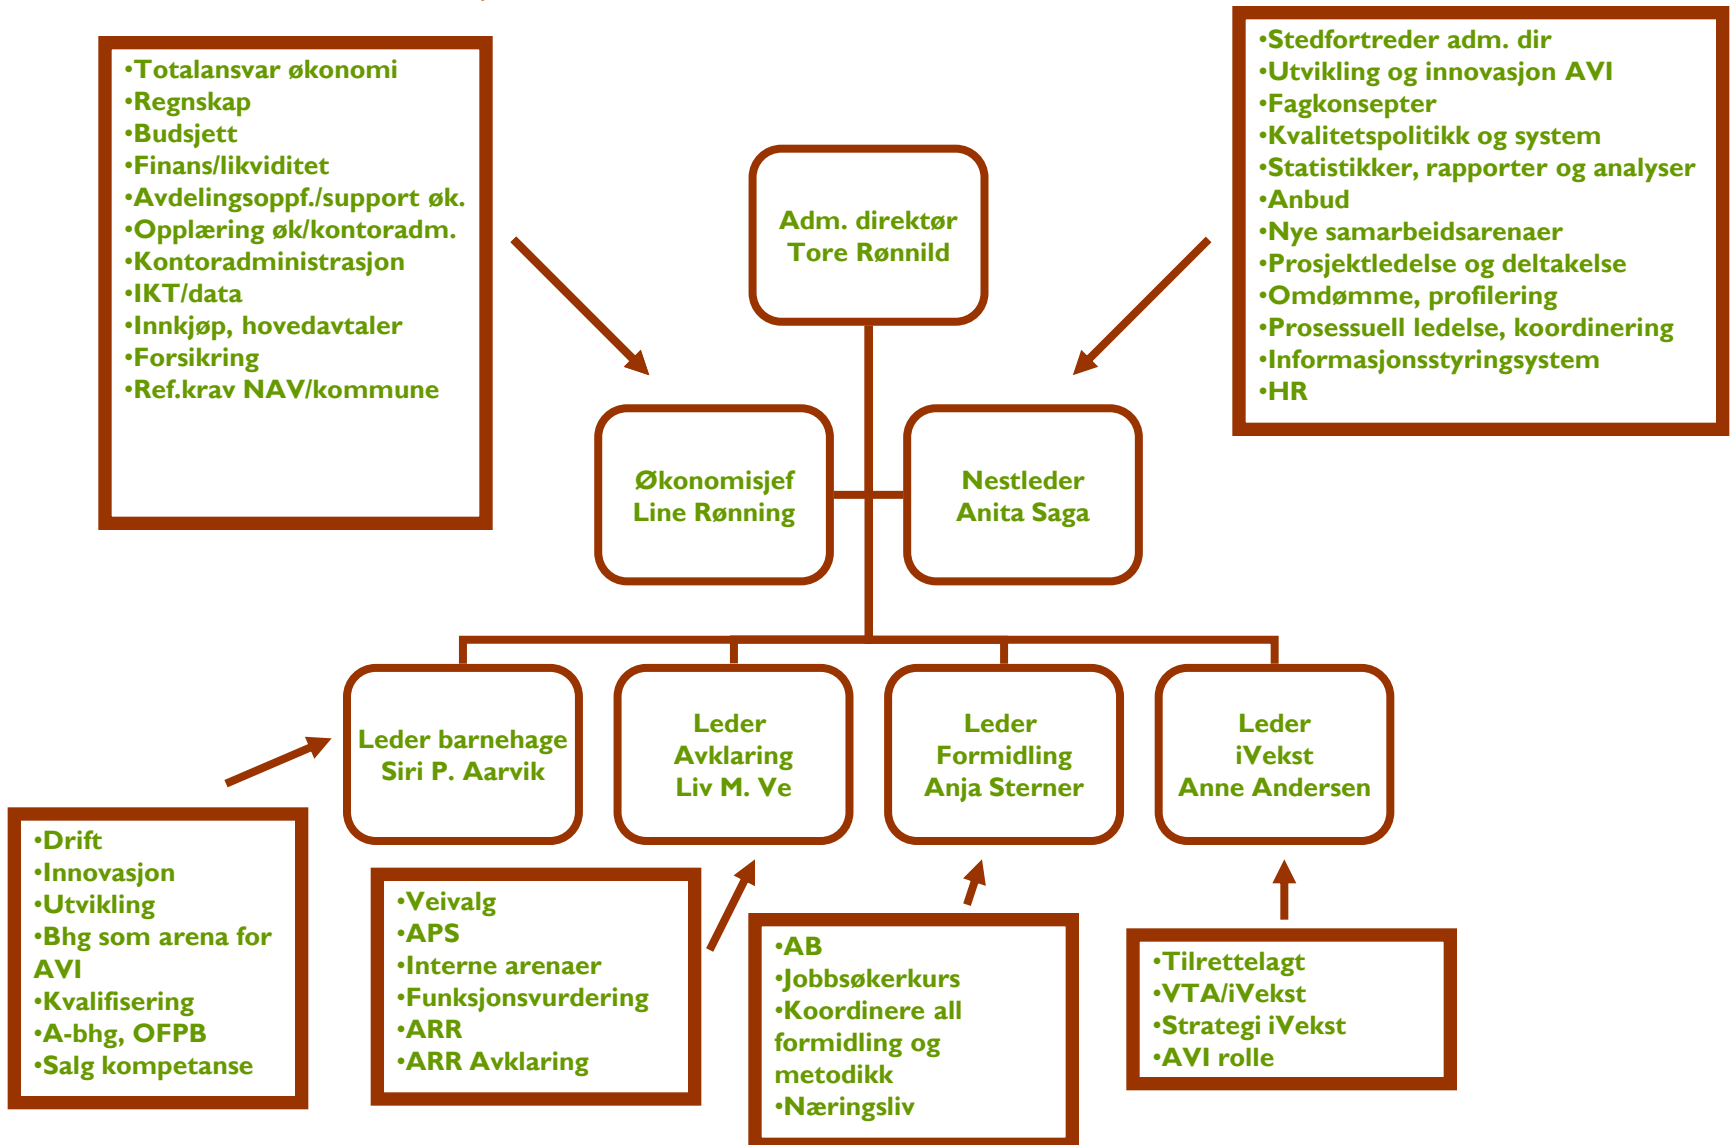 •Totalansvar økonomi
•Regnskap
•Budsjett
•Finans/likviditet
•Avdelingsoppf./support øk.
•Opplæring øk/kontoradm.
•Kontoradministrasjon
•IKT/data
•Innkjøp, hovedavtaler
•Forsikring
•Ref.krav NAV/kommune
Adm. direktør
Tore Rønnild
•Stedfortreder adm. dir
•Utvikling og innovasjon AVI
•Fagkonsepter
•Kvalitetspolitikk og system
•Statistikker, rapporter og analyser
•Anbud
•Nye samarbeidsarenaer
•Prosjektledelse og deltakelse
•Omdømme, profilering
•Prosessuell ledelse, koordinering
•Informasjonsstyringsystem
•HR
Økonomisjef
Line Rønning
Nestleder
Anita Saga
Leder barnehage
Siri P. Aarvik
Leder
Avklaring
Liv M. Ve
Leder
Formidling
Anja Sterner
Leder
iVekst
Anne Andersen
•Drift
•Innovasjon
•Utvikling
•Bhg som arena for
AVI
•Kvalifisering
•A-bhg, OFPB
•Salg kompetanse
•Veivalg
•APS
•Interne arenaer
•Funksjonsvurdering
•ARR
•ARR Avklaring
•AB
•Jobbsøkerkurs
•Koordinere all
formidling og
metodikk
•Næringsliv
•Tilrettelagt
•VTA/iVekst
•Strategi iVekst
•AVI rolle